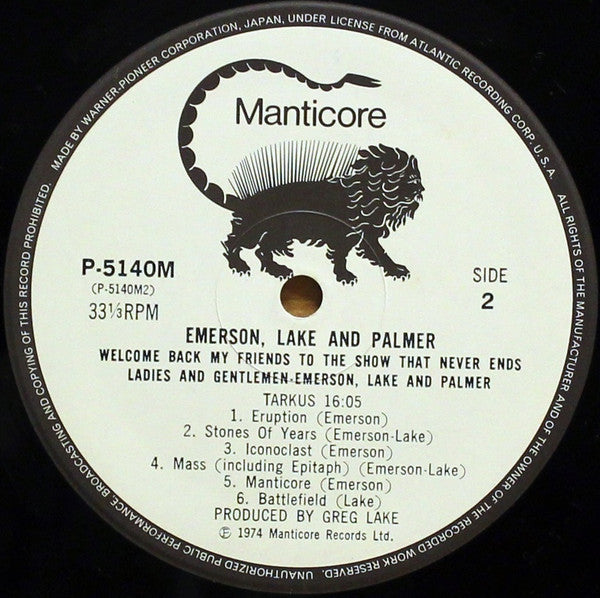 MADE BY WARNER-PIONEER CORPORATION, JAPAN, UNDER LICENSE FROM ATLANTIC RECORDING CORP. U.S.A. ALL RIGHTS OF THE MANUFACTURER AND OF THE OWNER OF THE RECORDED WORK RESERVED. UNAUTHORIZED PUBLIC PERFORMANCE, BROADCASTING AND COPYING OF THIS RECORD PROHIBITED.
Manticore
P-5140M
(P-5140M2)
33⅓RPM
SIDE
2
EMERSON, LAKE AND PALMER
WELCOME BACK MY FRIENDS TO THE SHOW THAT NEVER ENDS
LADIES AND GENTLEMEN-EMERSON, LAKE AND PALMER
TARKUS 16:05
1. Eruption (Emerson)
2. Stones Of Years (Emerson-Lake)
3. Iconoclast (Emerson)
4. Mass (including Epitaph) (Emerson-Lake)
5. Manticore (Emerson)
6. Battlefield (Lake)
PRODUCED BY GREG LAKE
℗ 1974 Manticore Records Ltd.